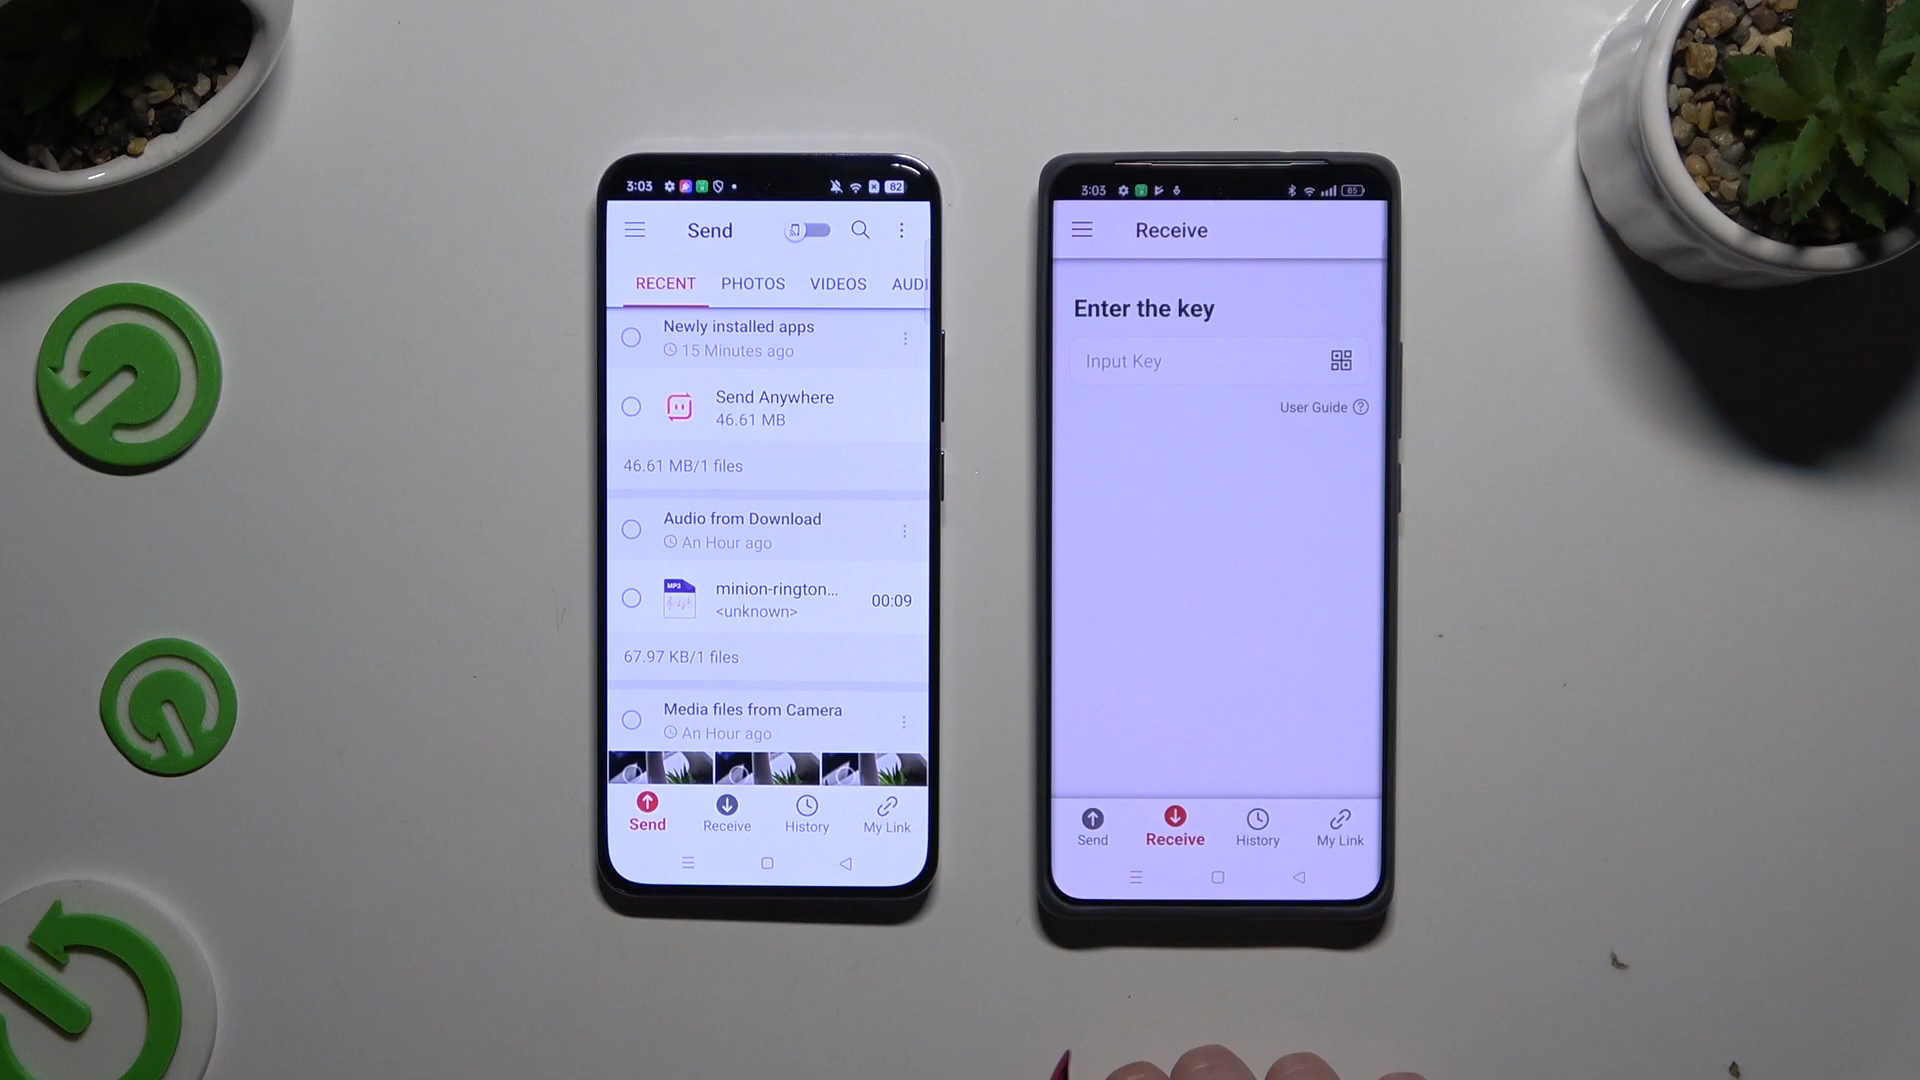 3:03
82
Send
RECENT PHOTOS VIDEOS AUDI
Newly installed apps
15 Minutes ago
Send Anywhere
46.61 MB
46.61 MB/1 files
Audio from Download
An Hour ago
MP3
minion-rington...
<unknown>
00:09
67.97 KB/1 files
Media files from Camera
An Hour ago
Send Receive History My Link
3:03
85
Receive
Enter the key
Input Key
User Guide ?
Send Receive History My Link